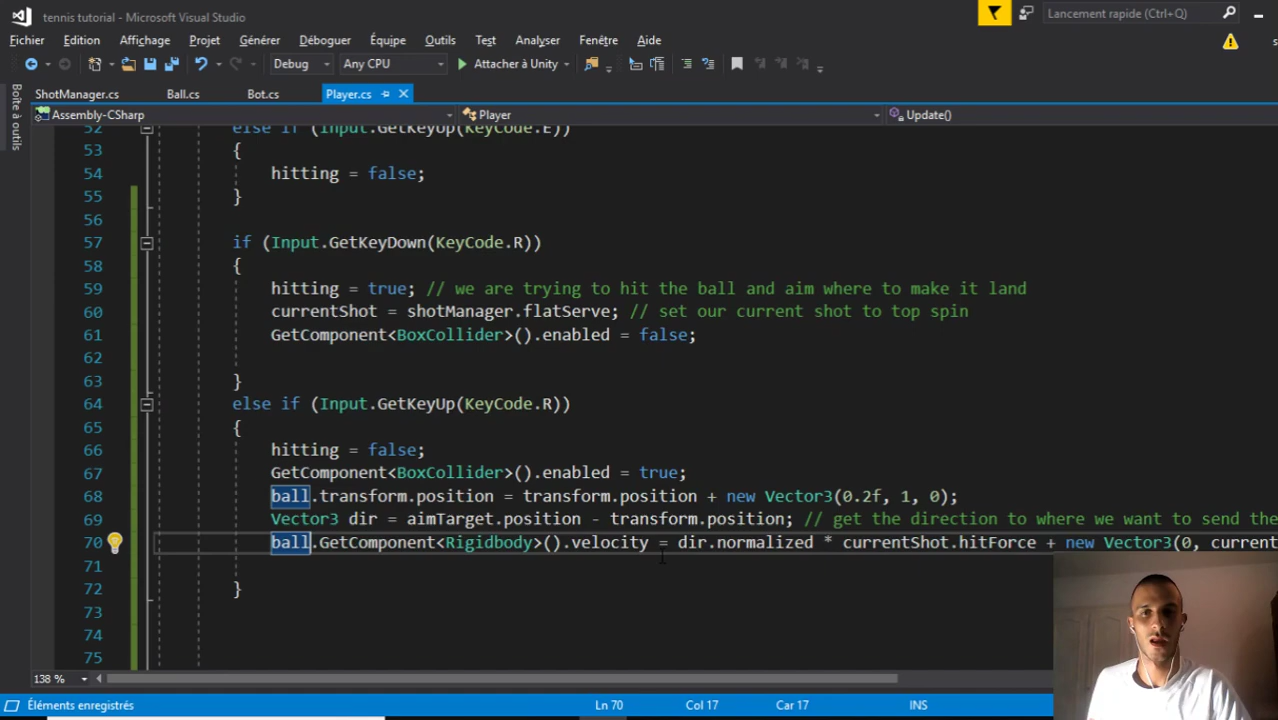 tennis tutorial - Microsoft Visual Studio
Lancement rapide (Ctrl+Q)
Fichier Edition Affichage Projet Générer Déboguer Équipe Outils Test Analyser Fenêtre Aide
Debug Any CPU Attacher à Unity
ShotManager.cs Ball.cs Bot.cs Player.cs
Boîte à outils
Assembly-CSharp Player Update()
52 else if (Input.GetKeyUp(KeyCode.E))
53 {
54 hitting = false;
55 }
56
57 if (Input.GetKeyDown(KeyCode.R))
58 {
59 hitting = true; // we are trying to hit the ball and aim where to make it land
60 currentShot = shotManager.flatServe; // set our current shot to top spin
61 GetComponent<BoxCollider>().enabled = false;
62
63 }
64 else if (Input.GetKeyUp(KeyCode.R))
65 {
66 hitting = false;
67 GetComponent<BoxCollider>().enabled = true;
68 ball.transform.position = transform.position + new Vector3(0.2f, 1, 0);
69 Vector3 dir = aimTarget.position - transform.position; // get the direction to where we want to send the
70 ball.GetComponent<Rigidbody>().velocity = dir.normalized * currentShot.hitForce + new Vector3(0, current
71
72 }
73
74
75
138 %
Éléments enregistrés Ln 70 Col 17 Car 17 INS